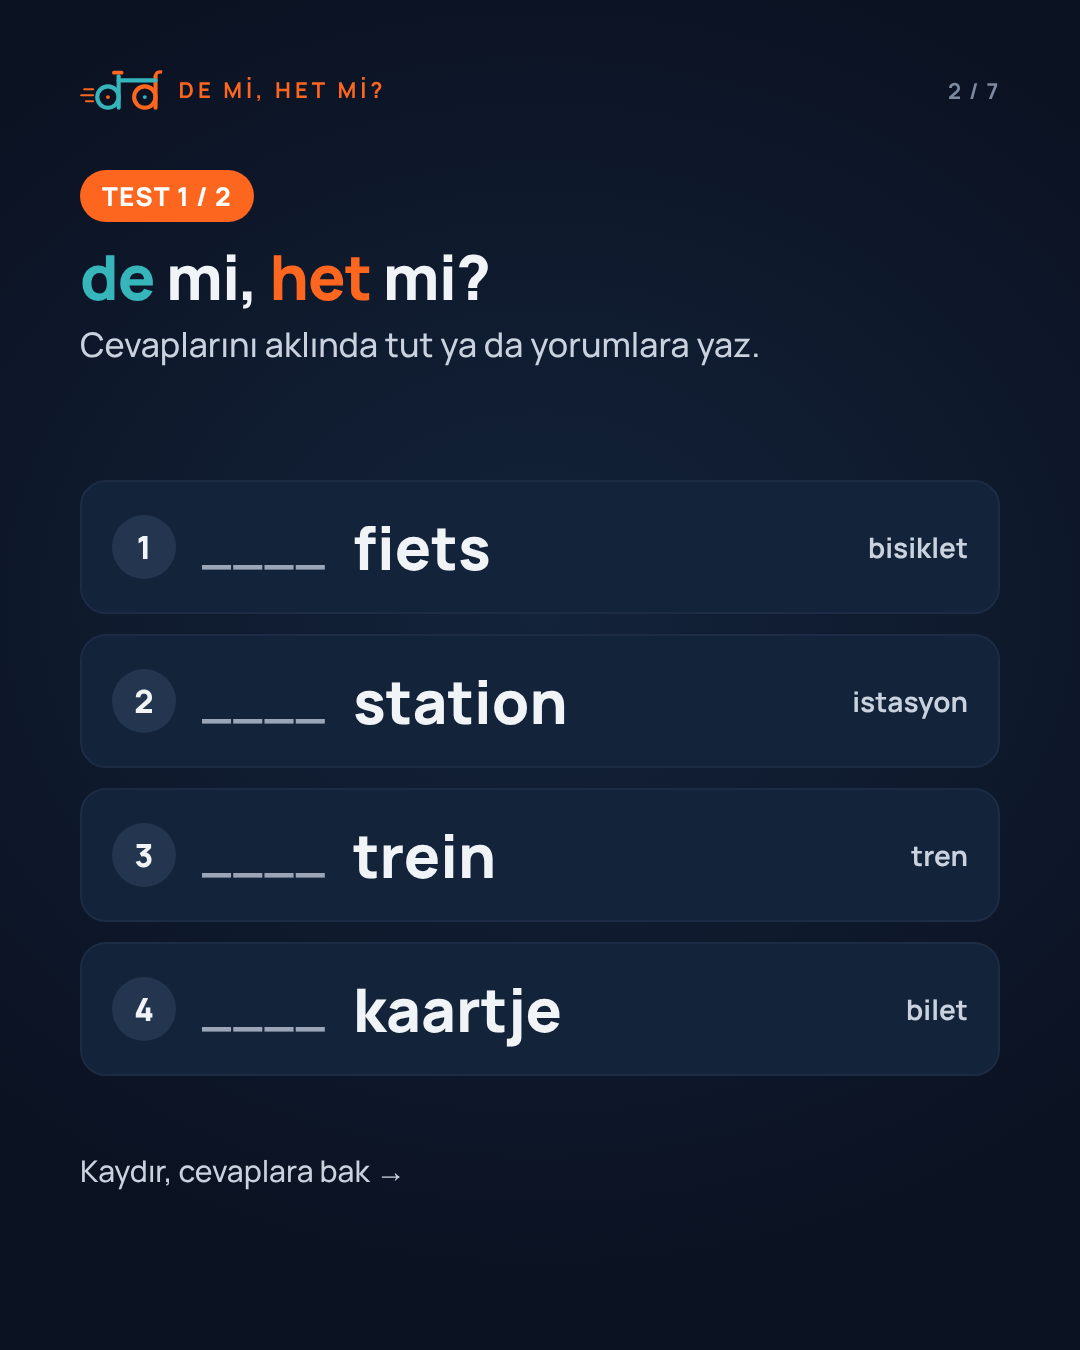 DE Mİ, HET Mİ?
2 / 7
TEST 1 / 2
de mi, het mi?
Cevaplarını aklında tut ya da yorumlara yaz.
1 ____ fiets bisiklet
2 ____ station istasyon
3 ____ trein tren
4 ____ kaartje bilet
Kaydır, cevaplara bak →